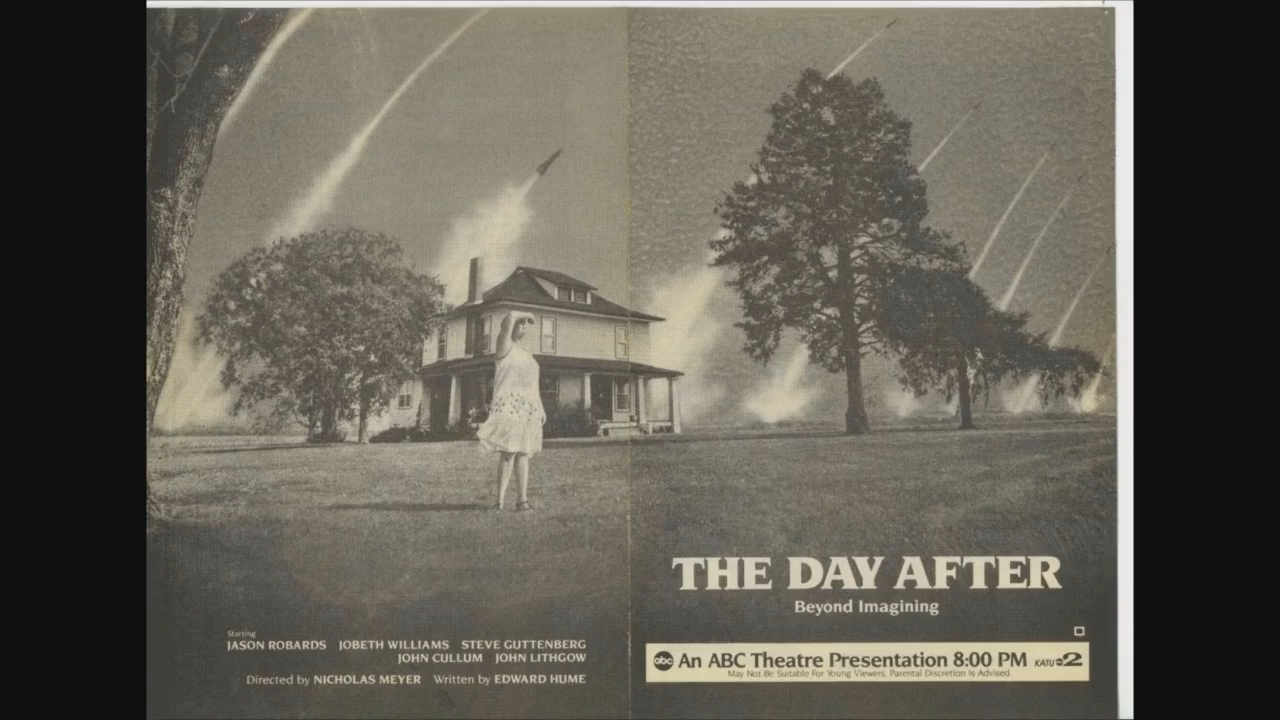 THE DAY AFTER
Beyond Imagining
Starring
JASON ROBARDS JOBETH WILLIAMS STEVE GUTTENBERG
JOHN CULLUM JOHN LITHGOW
Directed by NICHOLAS MEYER Written by EDWARD HUME
abc An ABC Theatre Presentation 8:00 PM KATU 2
May Not Be Suitable For Young Viewers. Parental Discretion Is Advised.